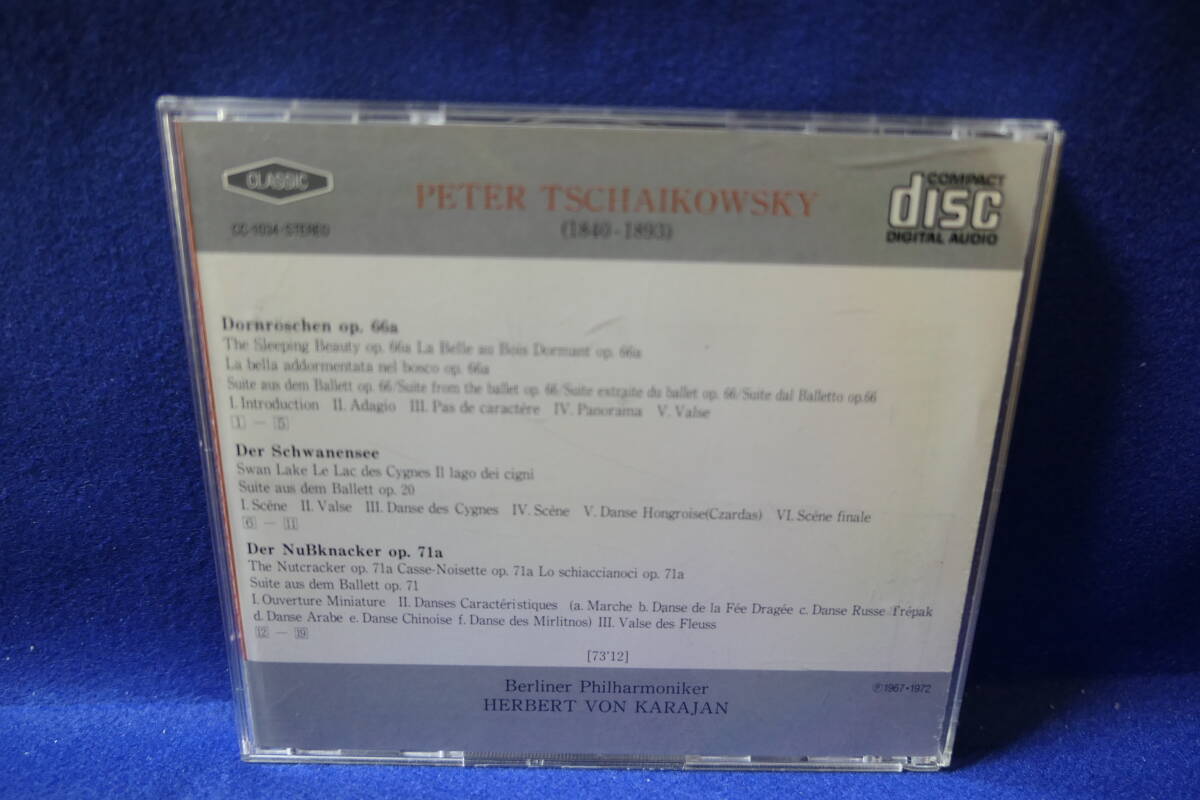 CLASSIC
CC-1034・STEREO
PETER TSCHAIKOWSKY
(1840-1893)
COMPACT
disc
DIGITAL AUDIO
Dornröschen op. 66a
The Sleeping Beauty op. 66a La Belle au Bois Dormant op. 66a
La bella addormentata nel bosco op. 66a
Suite aus dem Ballett op. 66/Suite from the ballet op. 66/Suite extraite du ballet op. 66/Suite dal Balletto op.66
I. Introduction II. Adagio III. Pas de caractère IV. Panorama V. Valse
1 — 5
Der Schwanensee
Swan Lake Le Lac des Cygnes Il lago dei cigni
Suite aus dem Ballett op. 20
I. Scène II. Valse III. Danse des Cygnes IV. Scène V. Danse Hongroise(Czardas) VI. Scène finale
6 — 11
Der NuBknacker op. 71a
The Nutcracker op. 71a Casse-Noisette op. 71a Lo schiaccianoci op. 71a
Suite aus dem Ballett op. 71
I. Ouverture Miniature II. Danses Caractéristiques (a. Marche b. Danse de la Fée Dragée c. Danse Russe Trépak
d. Danse Arabe e. Danse Chinoise f. Danse des Mirlitnos) III. Valse des Fleuss
12 — 19
[73'12]
Berliner Philharmoniker
HERBERT VON KARAJAN
℗1967・1972